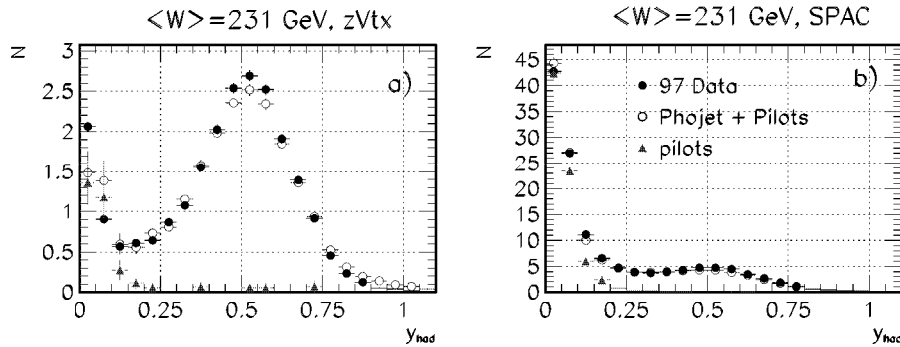 <W>=231 GeV, zVtx
<W>=231 GeV, SPAC
N
3
2.5
2
1.5
1
0.5
0
a)
0 0.25 0.5 0.75 1
y_had
N
45
40
35
30
25
20
15
10
5
0
b)
97 Data
Phojet + Pilots
pilots
0 0.25 0.5 0.75 1
y_had